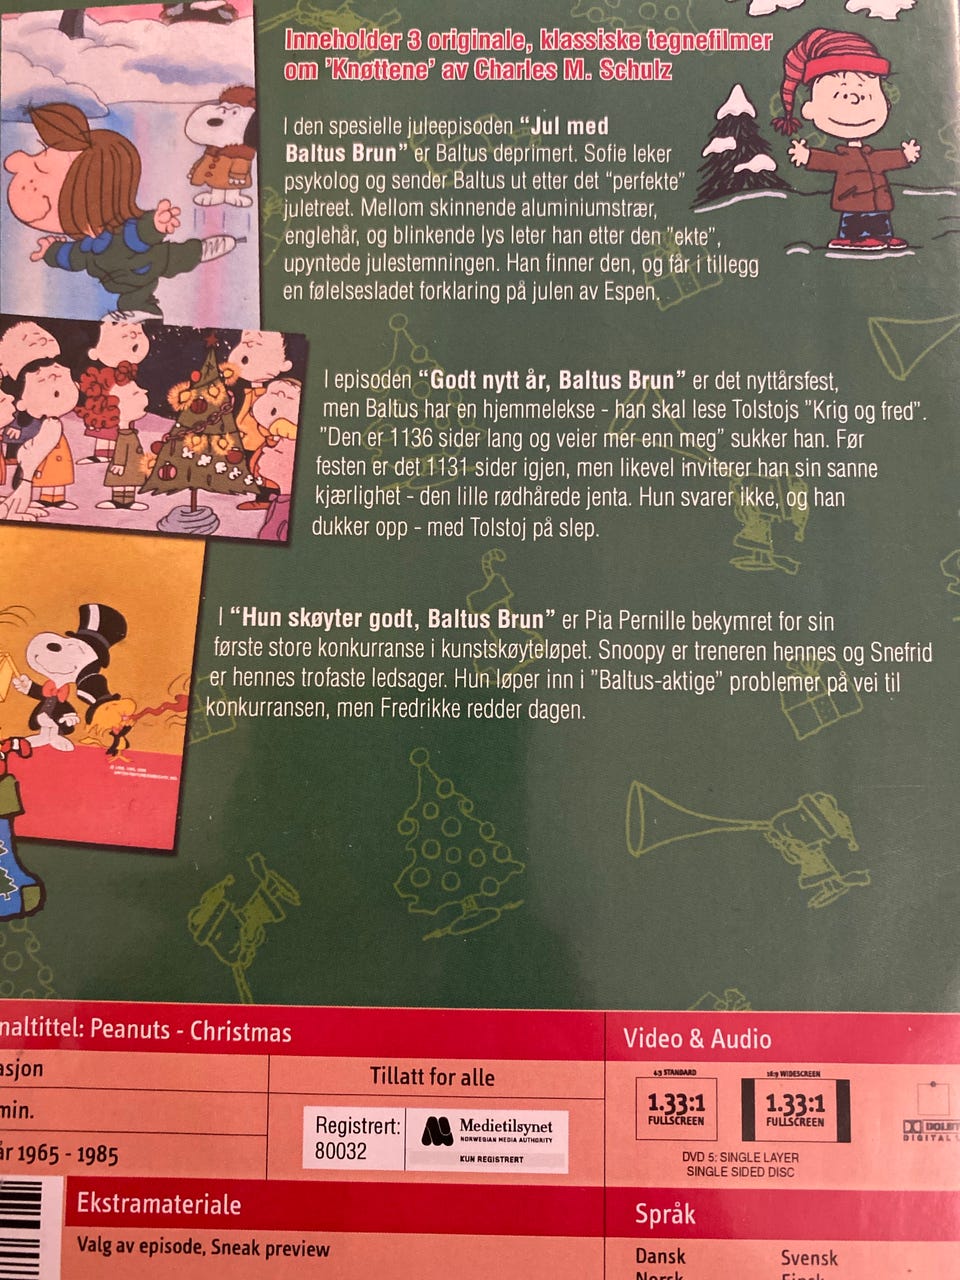 Inneholder 3 originale, klassiske tegnefilmer
om 'Knøttene' av Charles M. Schulz
I den spesielle juleepisoden “Jul med
Baltus Brun” er Baltus deprimert. Sofie leker
psykolog og sender Baltus ut etter det “perfekte”
juletreet. Mellom skinnende aluminiumstrær,
englehår, og blinkende lys leter han etter den ”ekte”,
upyntede julestemningen. Han finner den, og får i tillegg
en følelsesladet forklaring på julen av Espen.
I episoden “Godt nytt år, Baltus Brun” er det nyttårsfest,
men Baltus har en hjemmelekse - han skal lese Tolstojs ”Krig og fred”.
”Den er 1136 sider lang og veier mer enn meg” sukker han. Før
festen er det 1131 sider igjen, men likevel inviterer han sin sanne
kjærlighet - den lille rødhårede jenta. Hun svarer ikke, og han
dukker opp - med Tolstoj på slep.
I “Hun skøyter godt, Baltus Brun” er Pia Pernille bekymret for sin
første store konkurranse i kunstskøyteløpet. Snoopy er treneren hennes og Snefrid
er hennes trofaste ledsager. Hun løper inn i ”Baltus-aktige” problemer på vei til
konkurransen, men Fredrikke redder dagen.
naltittel: Peanuts - Christmas
asjon
min.
år 1965 - 1985
Tillatt for alle
Registrert:
80032
Medietilsynet
NORWEGIAN MEDIA AUTHORITY
KUN REGISTRERT
Ekstramateriale
Valg av episode, Sneak preview
Video & Audio
4:3 STANDARD
1.33:1
FULLSCREEN
16:9 WIDESCREEN
1.33:1
FULLSCREEN
DVD 5: SINGLE LAYER
SINGLE SIDED DISC
DOLBY
DIGITAL
Språk
Dansk
Svensk
Norsk
Finsk